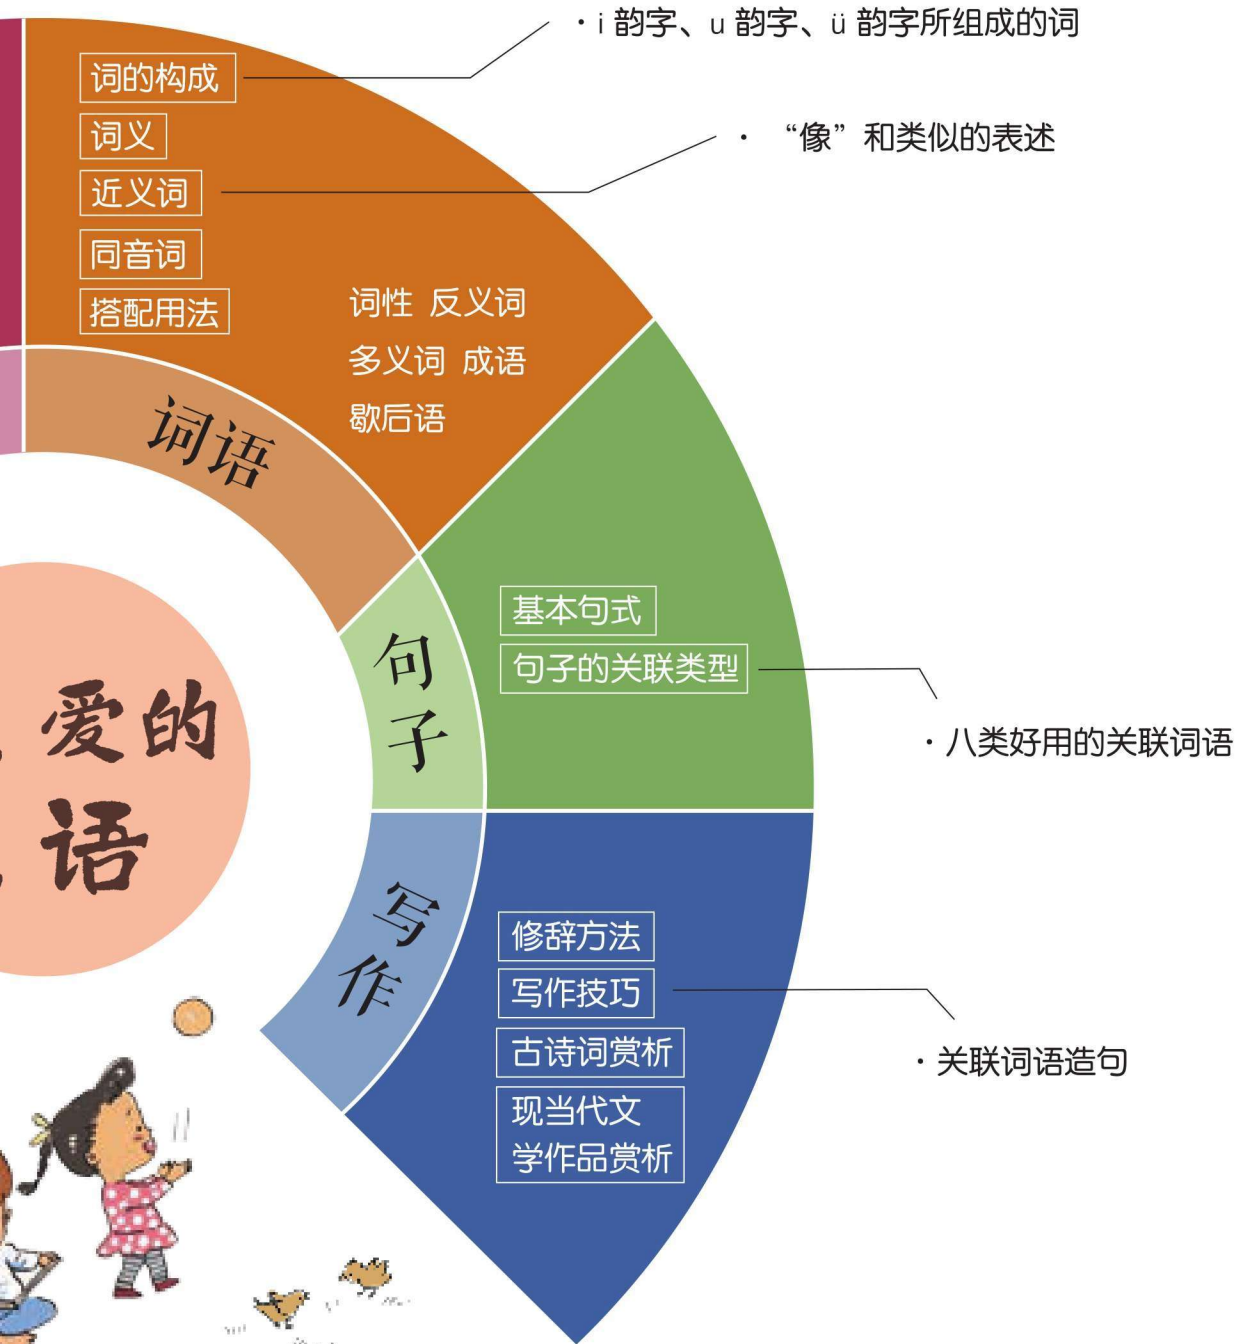 · i 韵字、u 韵字、ü 韵字所组成的词
词的构成
· “像”和类似的表述
词义
近义词
同音词
搭配用法
词性 反义词
多义词 成语
歇后语
词语
基本句式
句子的关联类型
· 八类好用的关联词语
句子
爱的
语
写作
修辞方法
写作技巧
· 关联词语造句
古诗词赏析
现当代文
学作品赏析